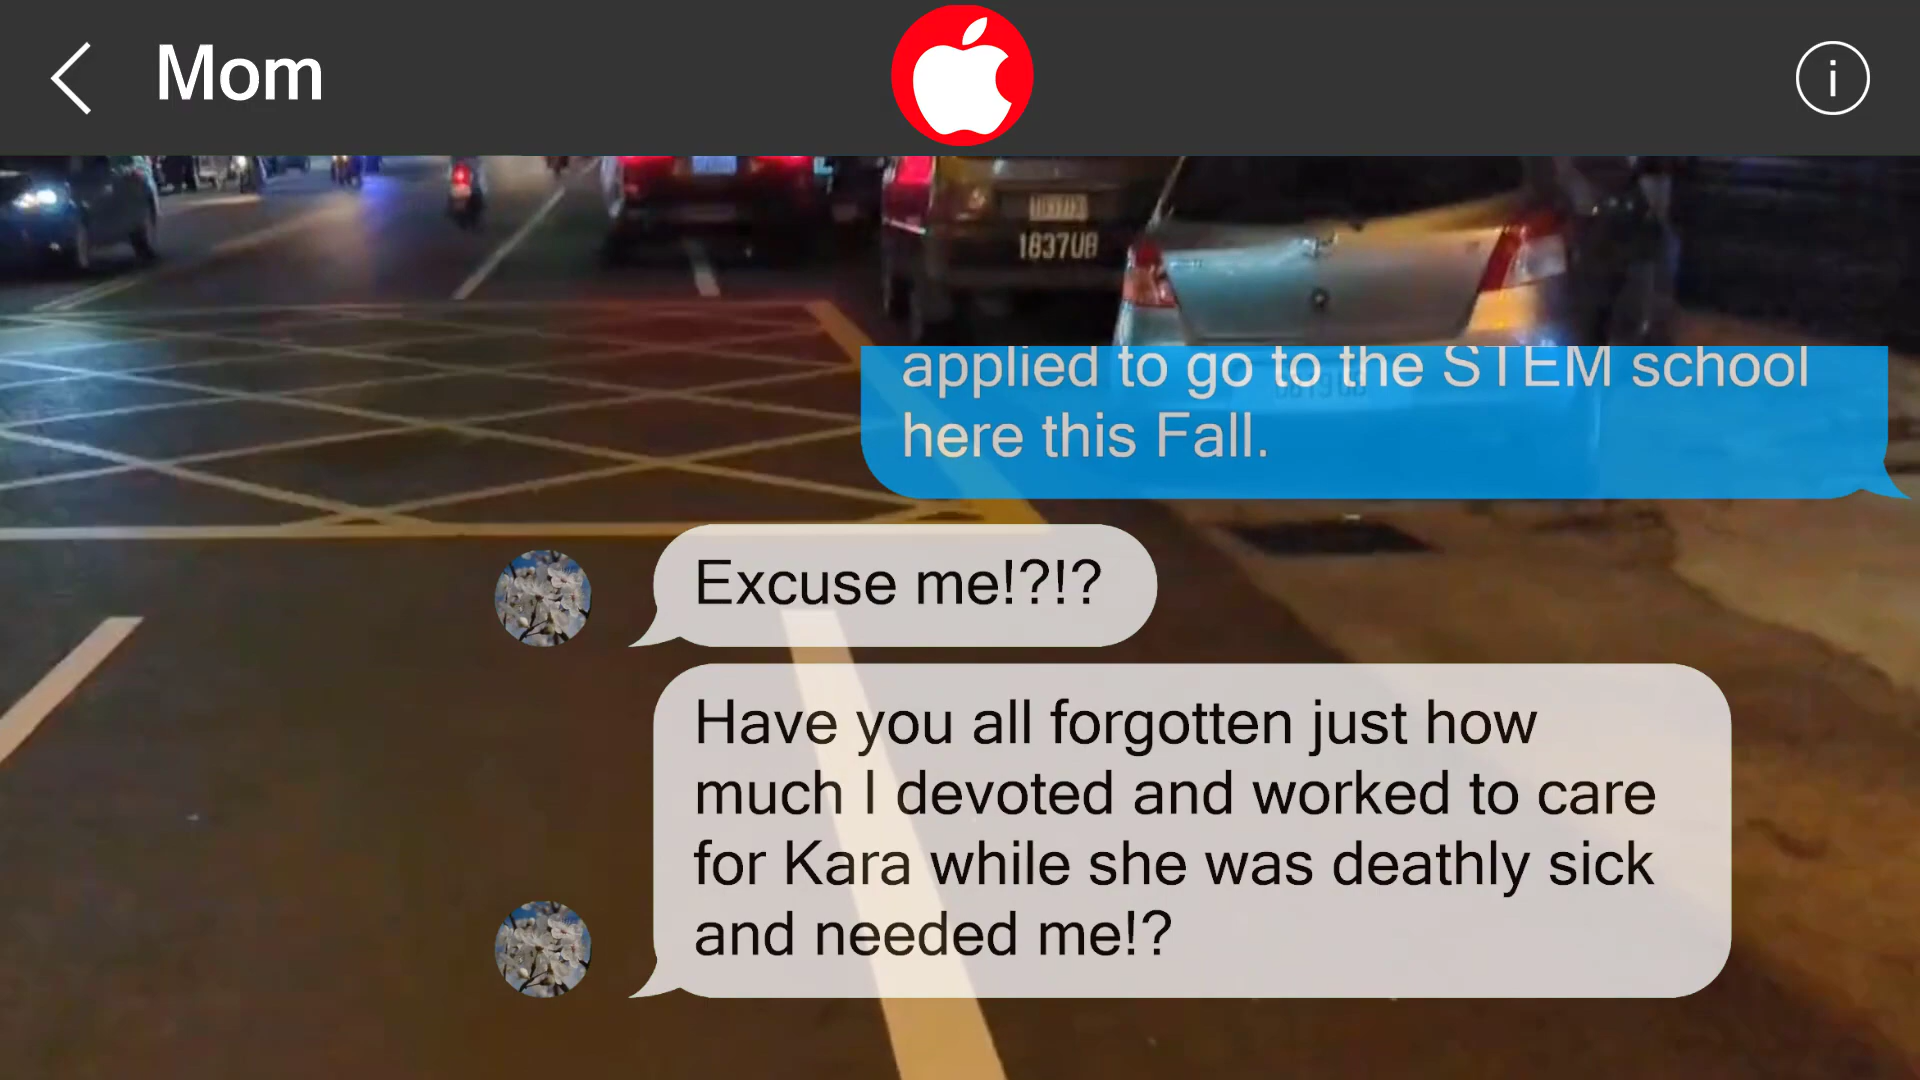 Mom
i
1837UB
applied to go to the STEM school
here this Fall.
Excuse me!?!?
Have you all forgotten just how
much I devoted and worked to care
for Kara while she was deathly sick
and needed me!?